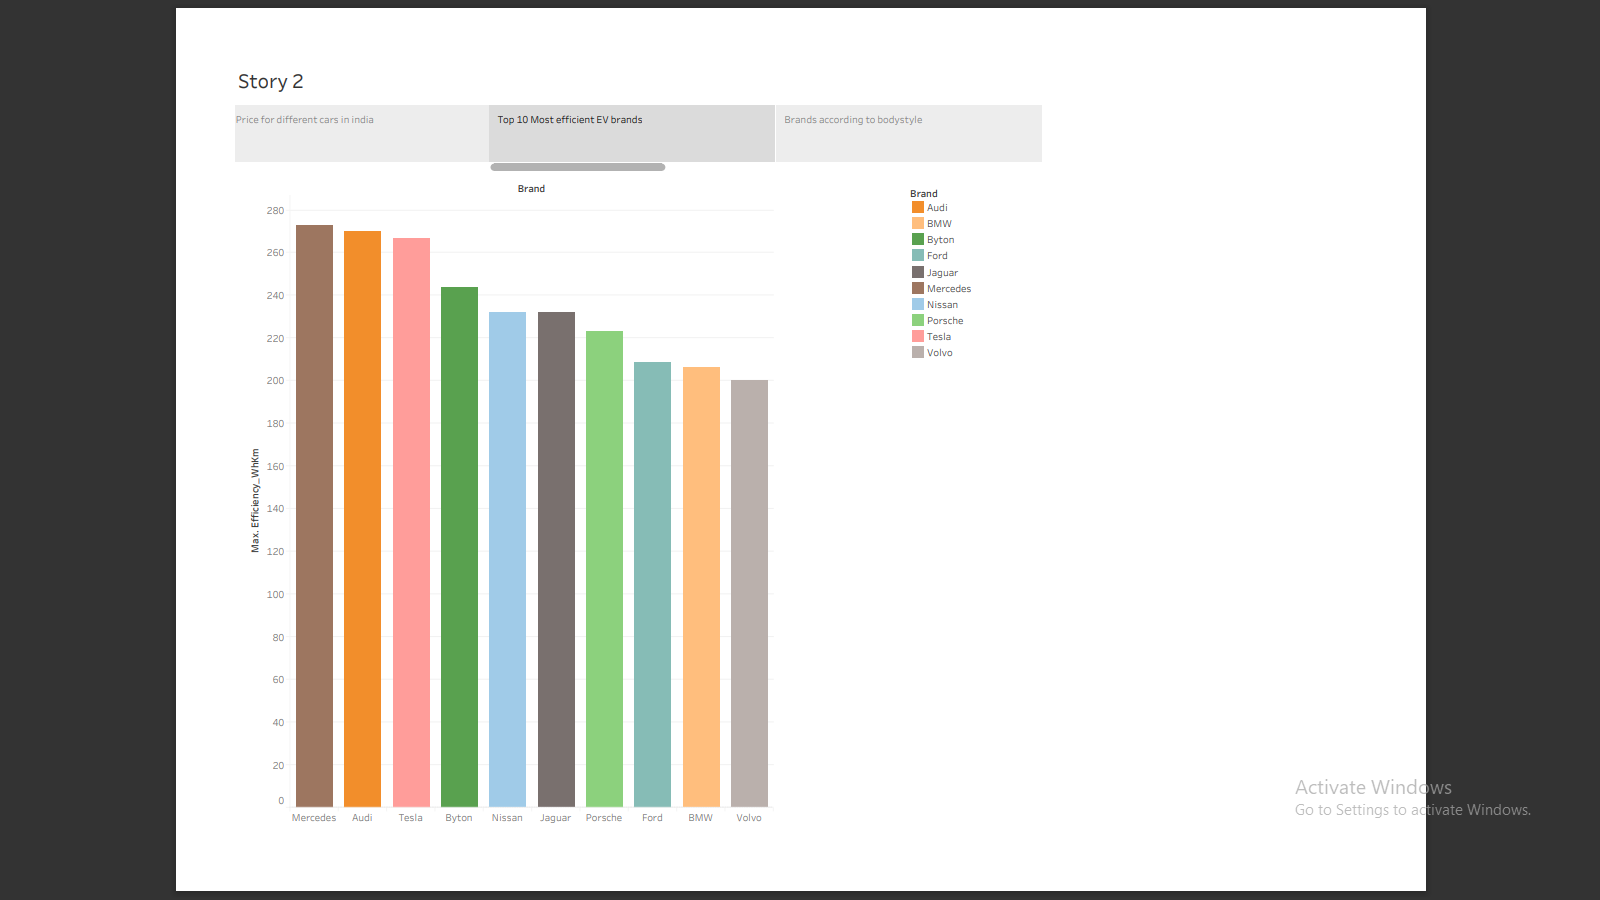 Story 2
Price for different cars in india
Top 10 Most efficient EV brands
Brands according to bodystyle
Brand
280
260
240
220
200
180
160
140
120
100
80
60
40
20
0
Max. Efficiency_WhKm
Mercedes Audi Tesla Byton Nissan Jaguar Porsche Ford BMW Volvo
Brand
Audi
BMW
Byton
Ford
Jaguar
Mercedes
Nissan
Porsche
Tesla
Volvo
Activate Windows
Go to Settings to activate Windows.